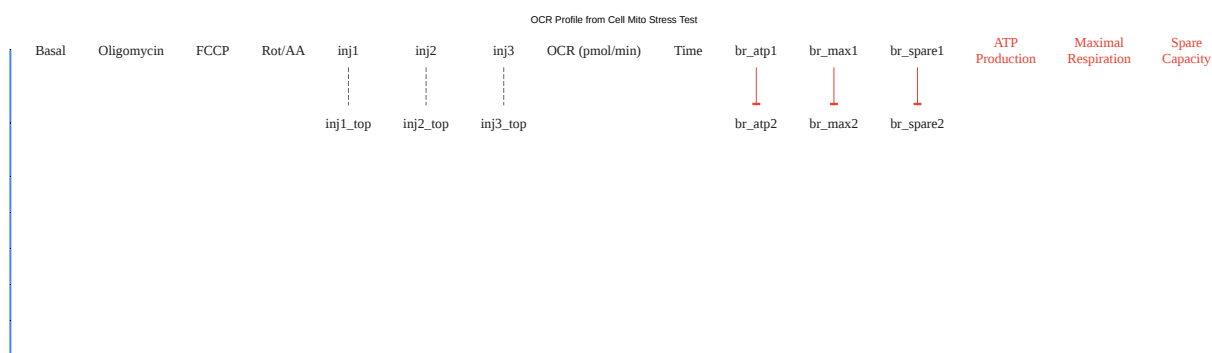 OCR Profile from Cell Mito Stress Test
Basal Oligomycin FCCP Rot/AA inj1 inj2 inj3 OCR (pmol/min) Time br_atp1 br_max1 br_spare1
ATP
Production
Maximal
Respiration
Spare
Capacity
inj1_top inj2_top inj3_top br_atp2 br_max2 br_spare2